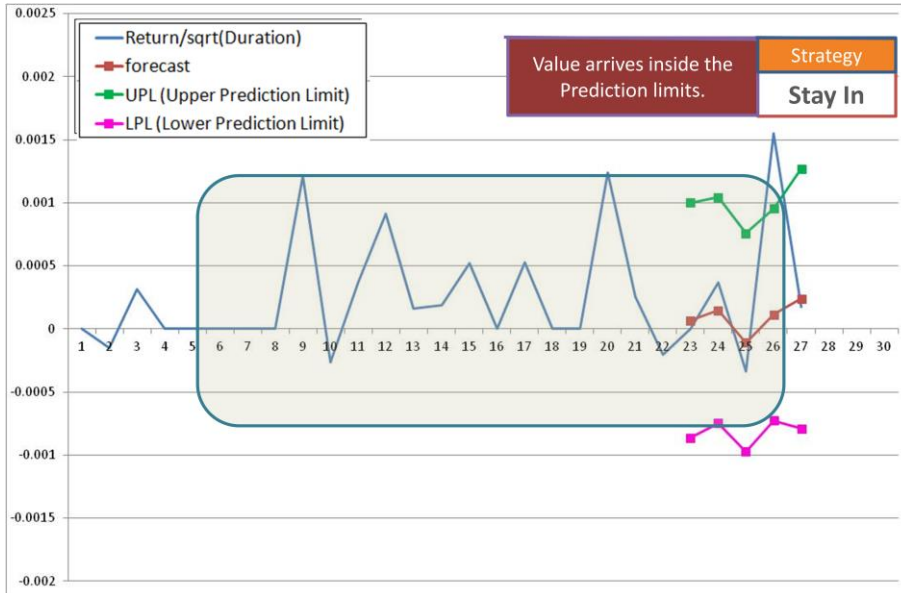 0.0025
Return/sqrt(Duration)
forecast
UPL (Upper Prediction Limit)
LPL (Lower Prediction Limit)
Value arrives inside the
Prediction limits.
Strategy
Stay In
0.002
0.0015
0.001
0.0005
0
1 2 3 4 5 6 7 8 9 10 11 12 13 14 15 16 17 18 19 20 21 22 23 24 25 26 27 28 29 30
-0.0005
-0.001
-0.0015
-0.002